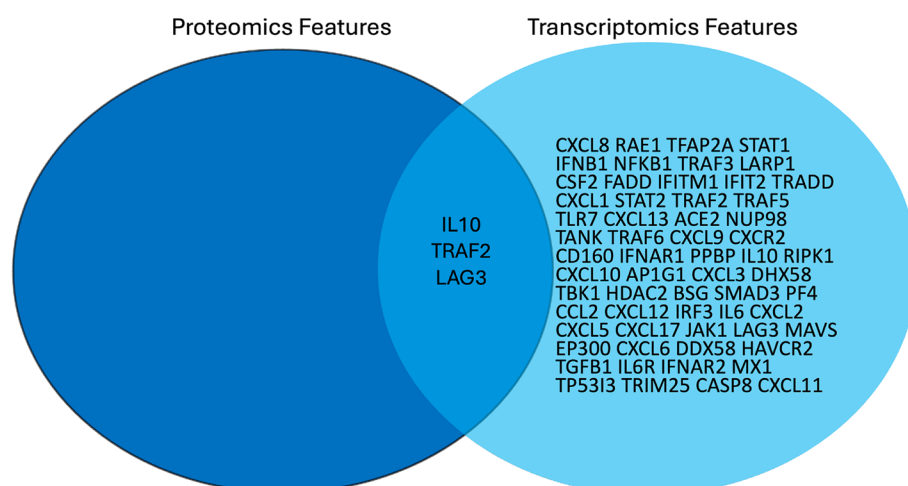 Proteomics Features
Transcriptomics Features
IL10
TRAF2
LAG3
CXCL8 RAE1 TFAP2A STAT1
IFNB1 NFKB1 TRAF3 LARP1
CSF2 FADD IFITM1 IFIT2 TRADD
CXCL1 STAT2 TRAF2 TRAF5
TLR7 CXCL13 ACE2 NUP98
TANK TRAF6 CXCL9 CXCR2
CD160 IFNAR1 PPBP IL10 RIPK1
CXCL10 AP1G1 CXCL3 DHX58
TBK1 HDAC2 BSG SMAD3 PF4
CCL2 CXCL12 IRF3 IL6 CXCL2
CXCL5 CXCL17 JAK1 LAG3 MAVS
EP300 CXCL6 DDX58 HAVCR2
TGFB1 IL6R IFNAR2 MX1
TP53I3 TRIM25 CASP8 CXCL11